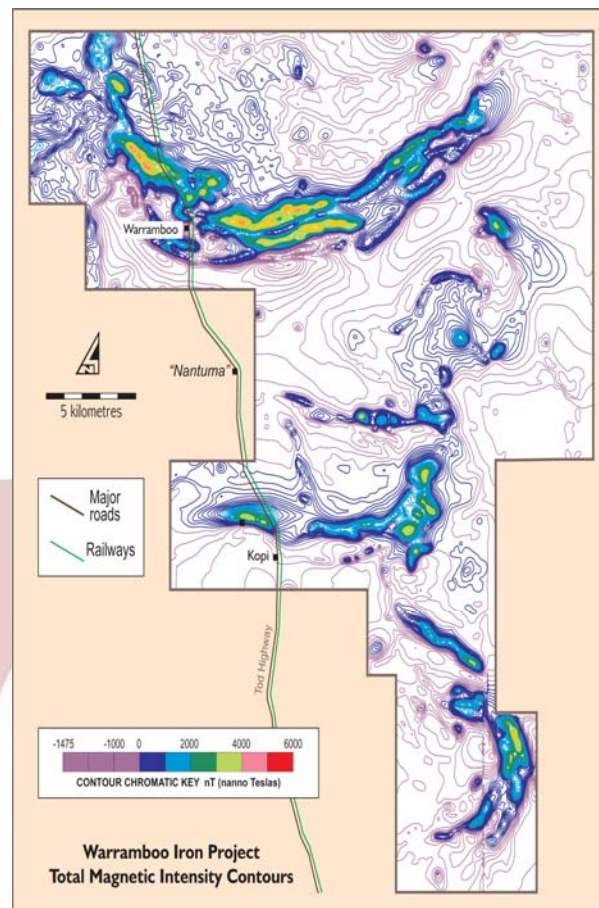 Warramboo
"Nantuma"
N
5 kilometres
Major
roads
Railways
Kopi
Tod Highway
-1475 -1000 0 2000 4000 6000
CONTOUR CHROMATIC KEY nT (nanno Teslas)
Warramboo Iron Project
Total Magnetic Intensity Contours